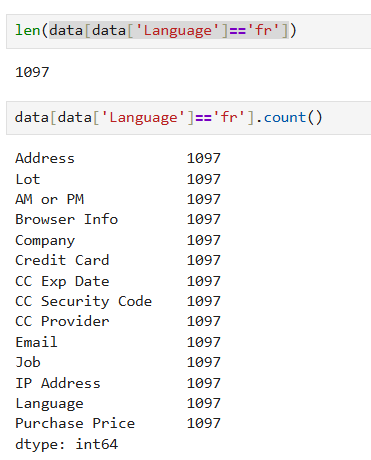 len(data[data['Language']=='fr'])
1097
data[data['Language']=='fr'].count()
Address 1097
Lot 1097
AM or PM 1097
Browser Info 1097
Company 1097
Credit Card 1097
CC Exp Date 1097
CC Security Code 1097
CC Provider 1097
Email 1097
Job 1097
IP Address 1097
Language 1097
Purchase Price 1097
dtype: int64